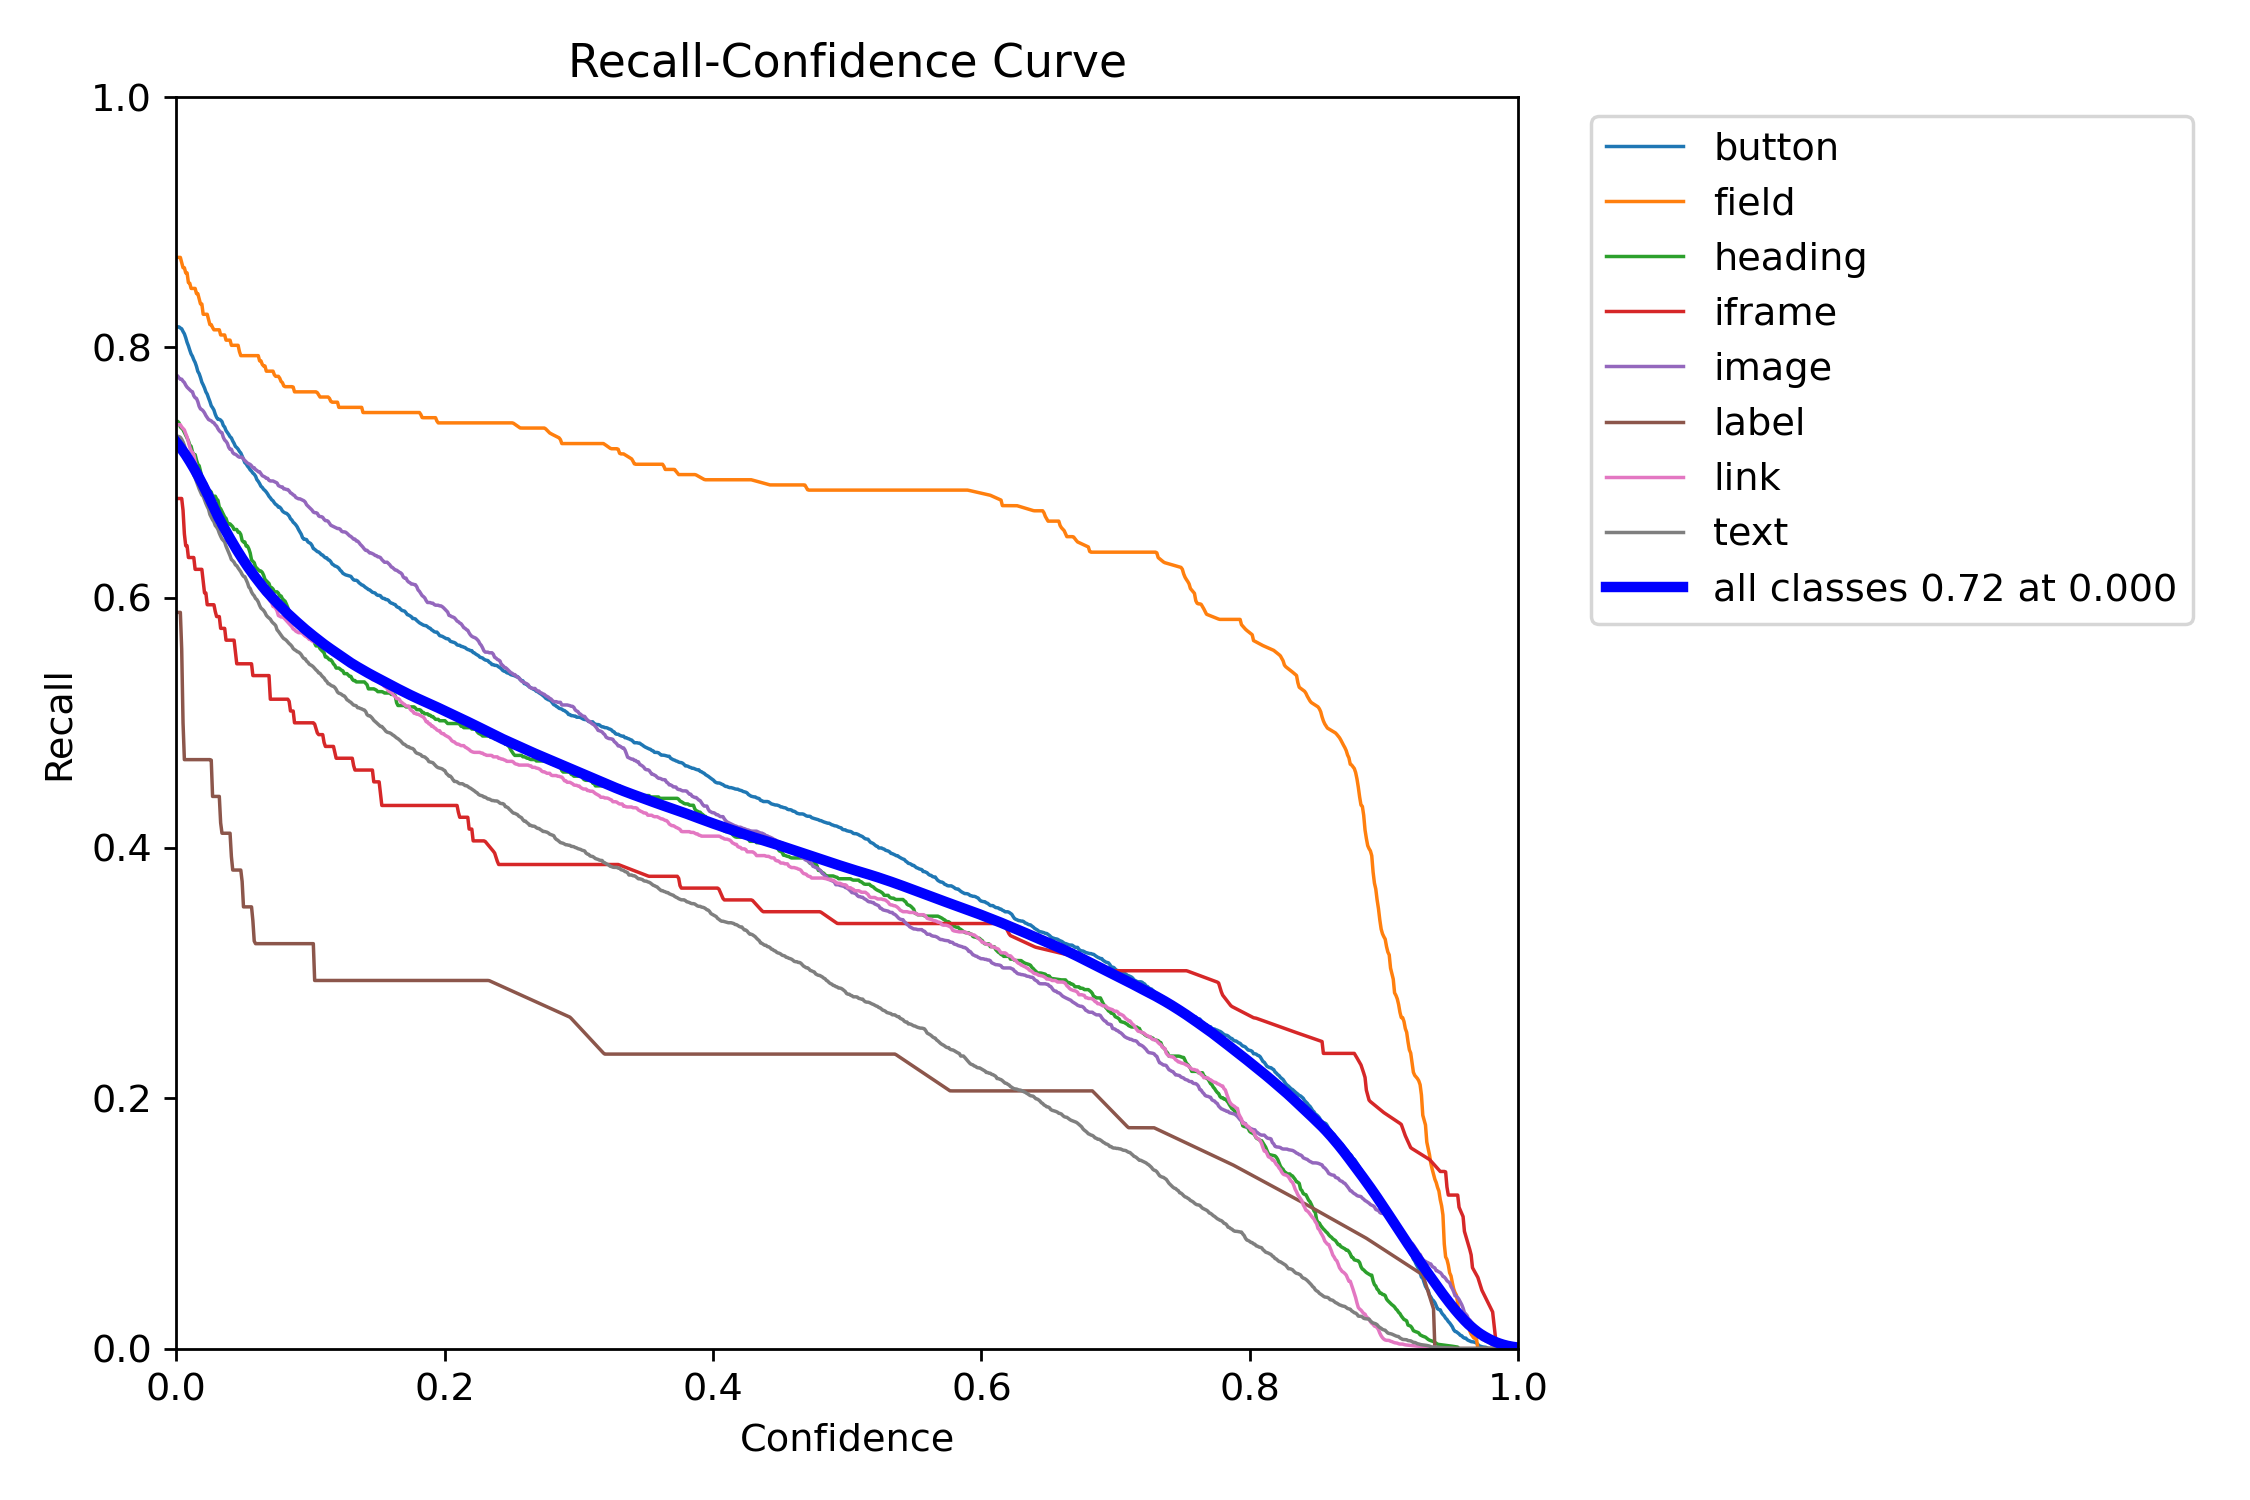 Recall-Confidence Curve
1.0
0.8
0.6
0.4
0.2
0.0
Recall
0.0 0.2 0.4 0.6 0.8 1.0
Confidence
button
field
heading
iframe
image
label
link
text
all classes 0.72 at 0.000